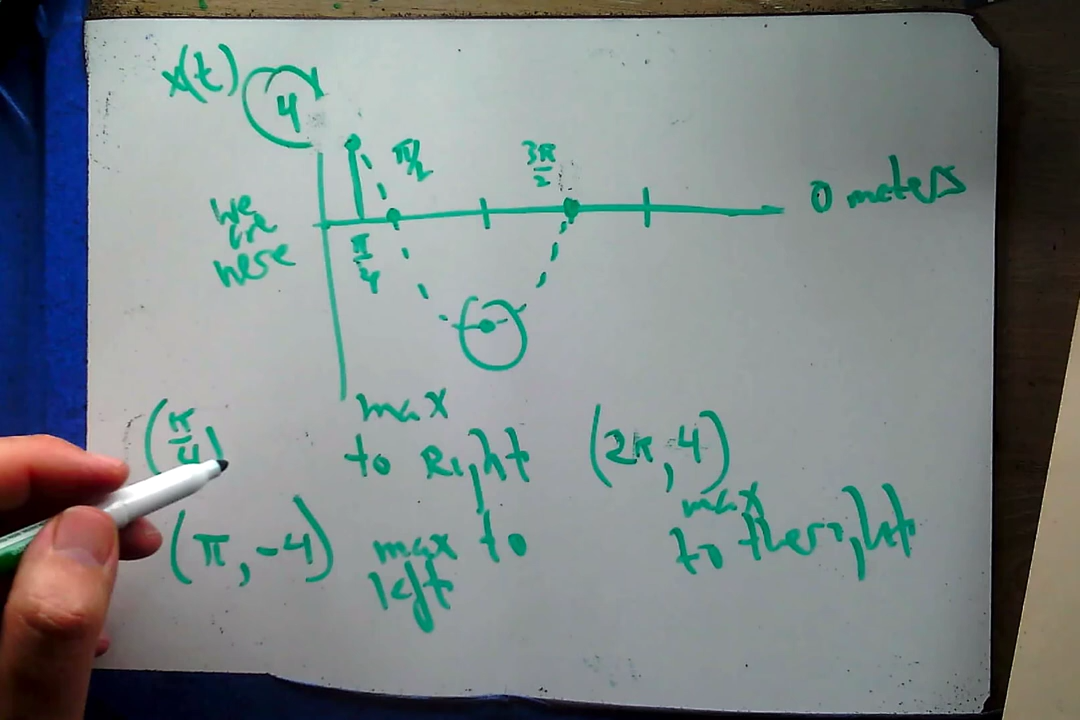 x(t)
4
π/2
3π/2
we
are
here
0 meters
π/4
max
to Right
(π/4)
(2π, 4)
max
to the right
(π, -4)
max to
left